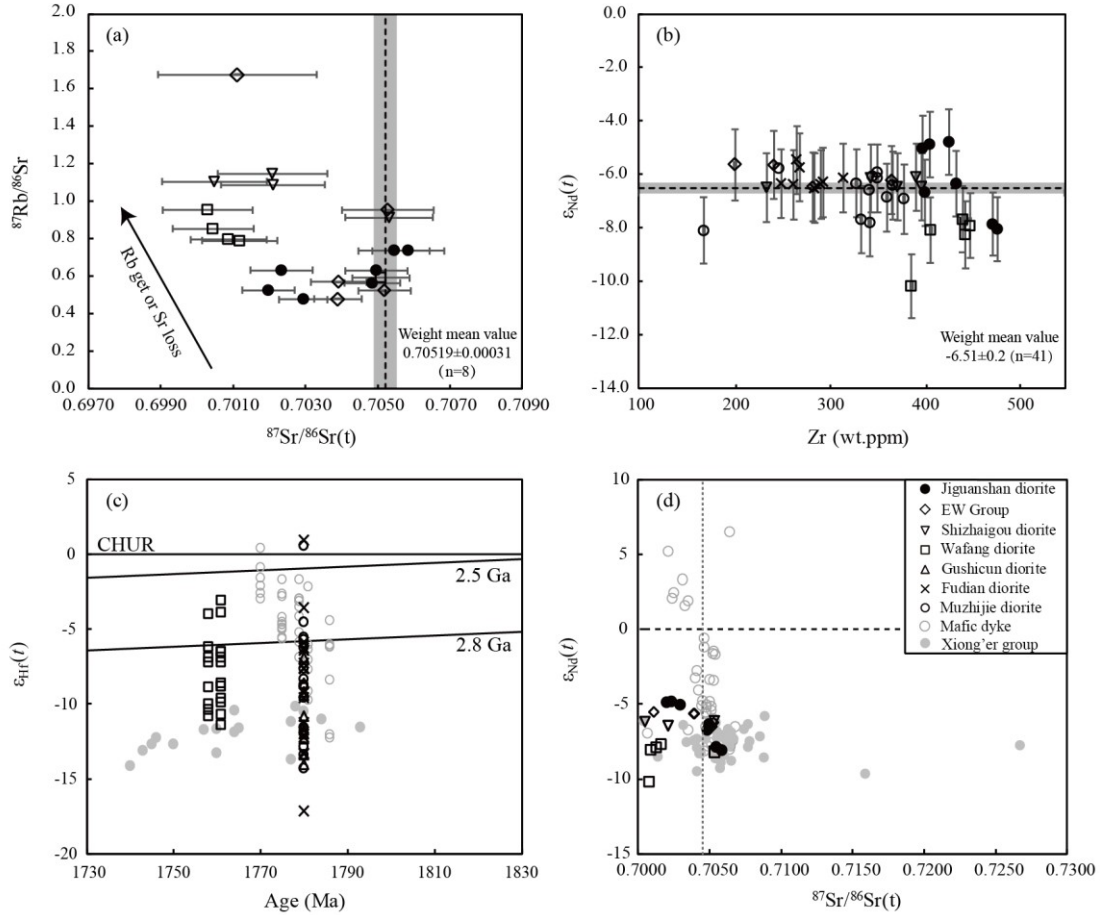 (a)
2.0
1.8
1.6
1.4
1.2
1.0
0.8
0.6
0.4
0.2
0.0
⁸⁷Rb/⁸⁶Sr
Rb get or Sr loss
Weight mean value
0.70519±0.00031
(n=8)
0.6970 0.6990 0.7010 0.7030 0.7050 0.7070 0.7090
⁸⁷Sr/⁸⁶Sr(t)
(b)
0.0
-2.0
-4.0
-6.0
-8.0
-10.0
-12.0
-14.0
εNd(t)
Weight mean value
-6.51±0.2 (n=41)
100 200 300 400 500
Zr (wt.ppm)
(c)
5
0
-5
-10
-15
-20
εHf(t)
CHUR
2.5 Ga
2.8 Ga
1730 1750 1770 1790 1810 1830
Age (Ma)
(d)
10
5
0
-5
-10
-15
εNd(t)
Jiguanshan diorite
EW Group
Shizhaigou diorite
Wafang diorite
Gushicun diorite
Fudian diorite
Muzhijie diorite
Mafic dyke
Xiong'er group
0.7000 0.7050 0.7100 0.7150 0.7200 0.7250 0.7300
⁸⁷Sr/⁸⁶Sr(t)